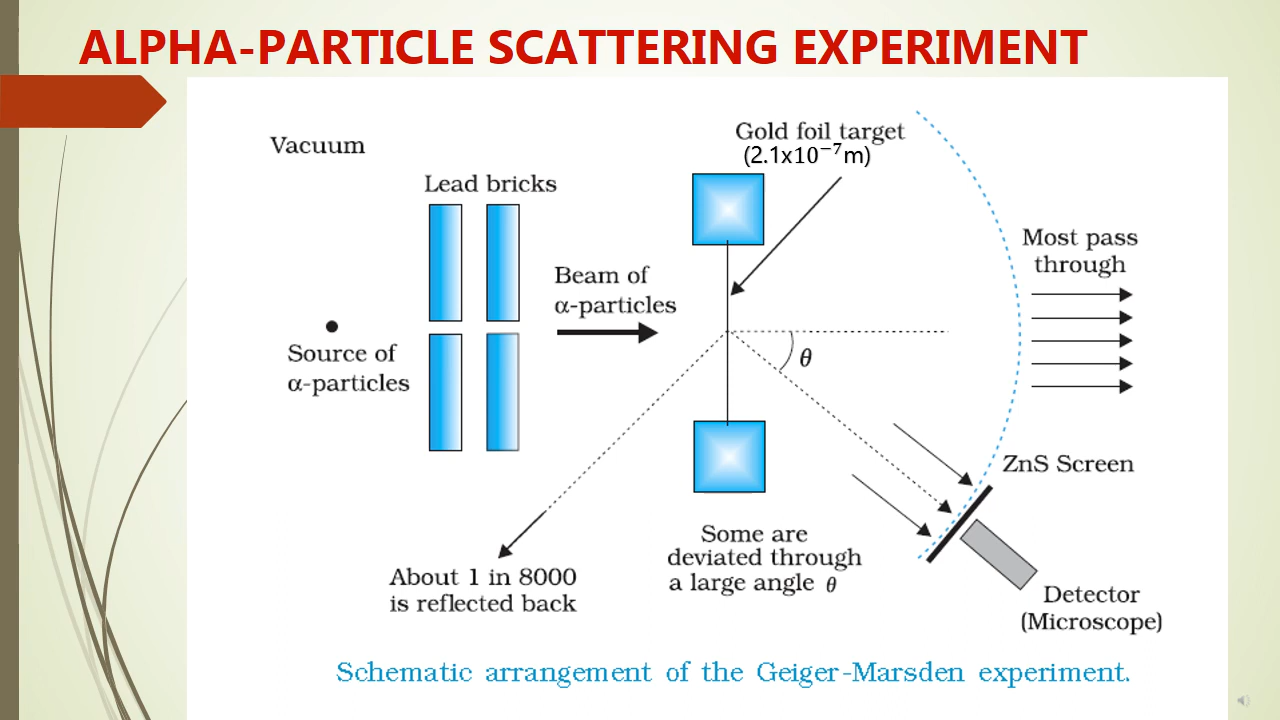 ALPHA-PARTICLE SCATTERING EXPERIMENT
Vacuum
Lead bricks
Source of
α-particles
Beam of
α-particles
Gold foil target
(2.1x10⁻⁷m)
Most pass
through
θ
ZnS Screen
Detector
(Microscope)
Some are
deviated through
a large angle θ
About 1 in 8000
is reflected back
Schematic arrangement of the Geiger-Marsden experiment.